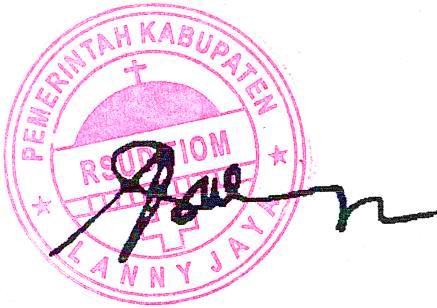 PEMERINTAH KABUPATEN
RSUD TIOM
LANNY JAYA